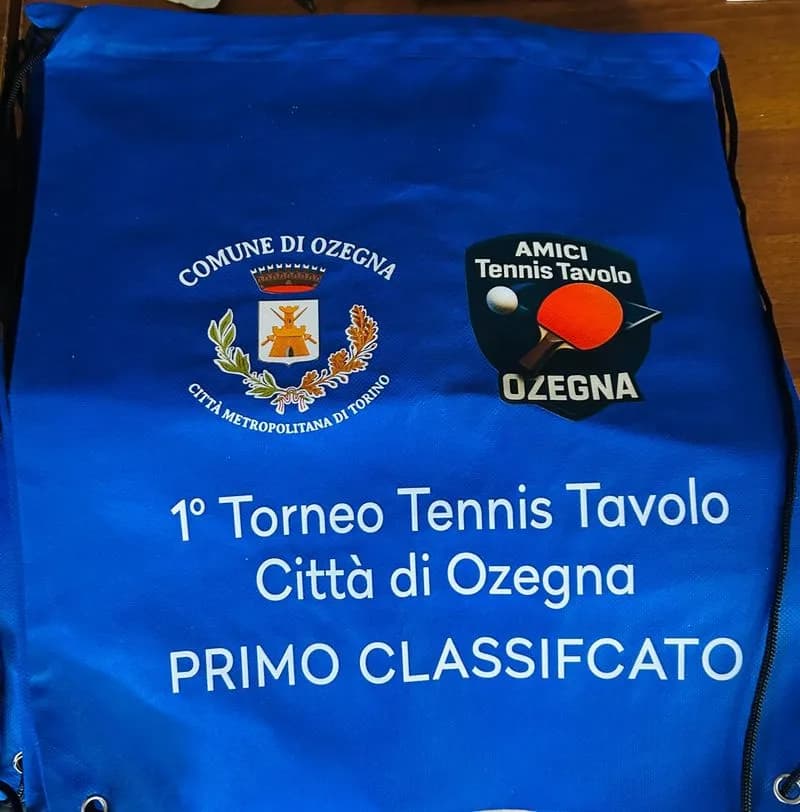 COMUNE DI OZEGNA
CITTÀ METROPOLITANA DI TORINO
AMICI
Tennis Tavolo
OZEGNA
1° Torneo Tennis Tavolo
Città di Ozegna
PRIMO CLASSIFCATO